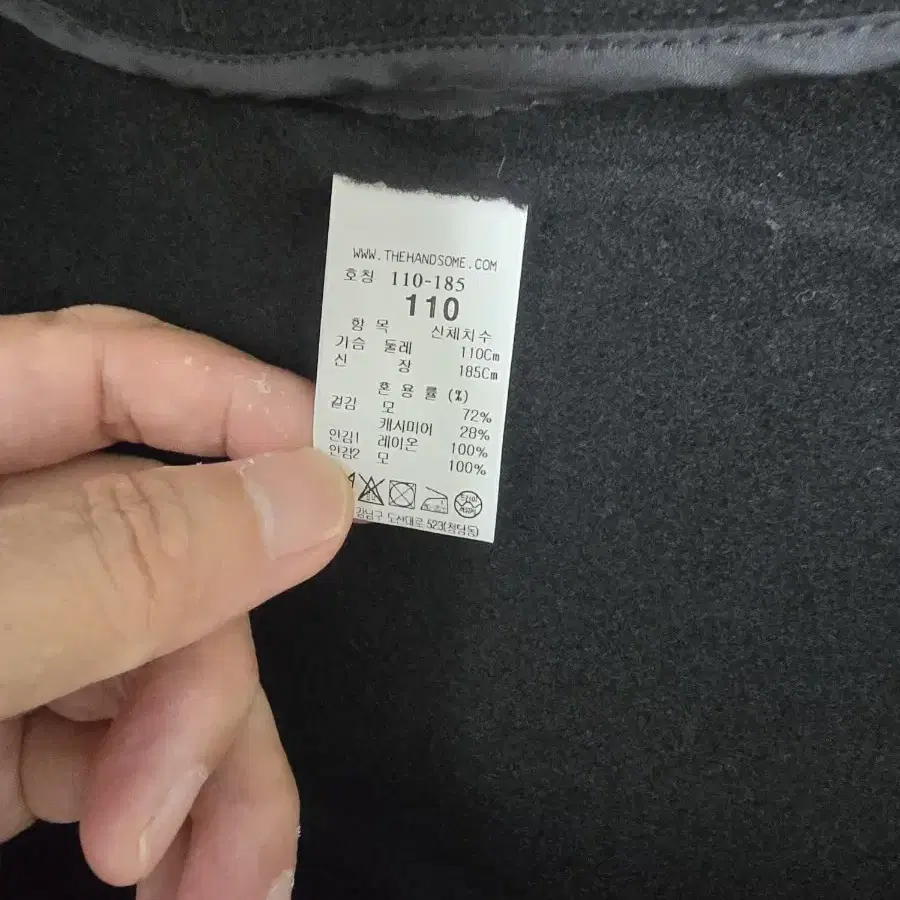 WWW.THEHANDSOME.COM
호칭 110-185
110
항 목 신체치수
가슴 둘레 110Cm
신 장 185Cm
혼 용 률 (%)
겉감 모 72%
캐시미어 28%
안감1 레이온 100%
안감2 모 100%
강남구 도산대로 523(청담동)